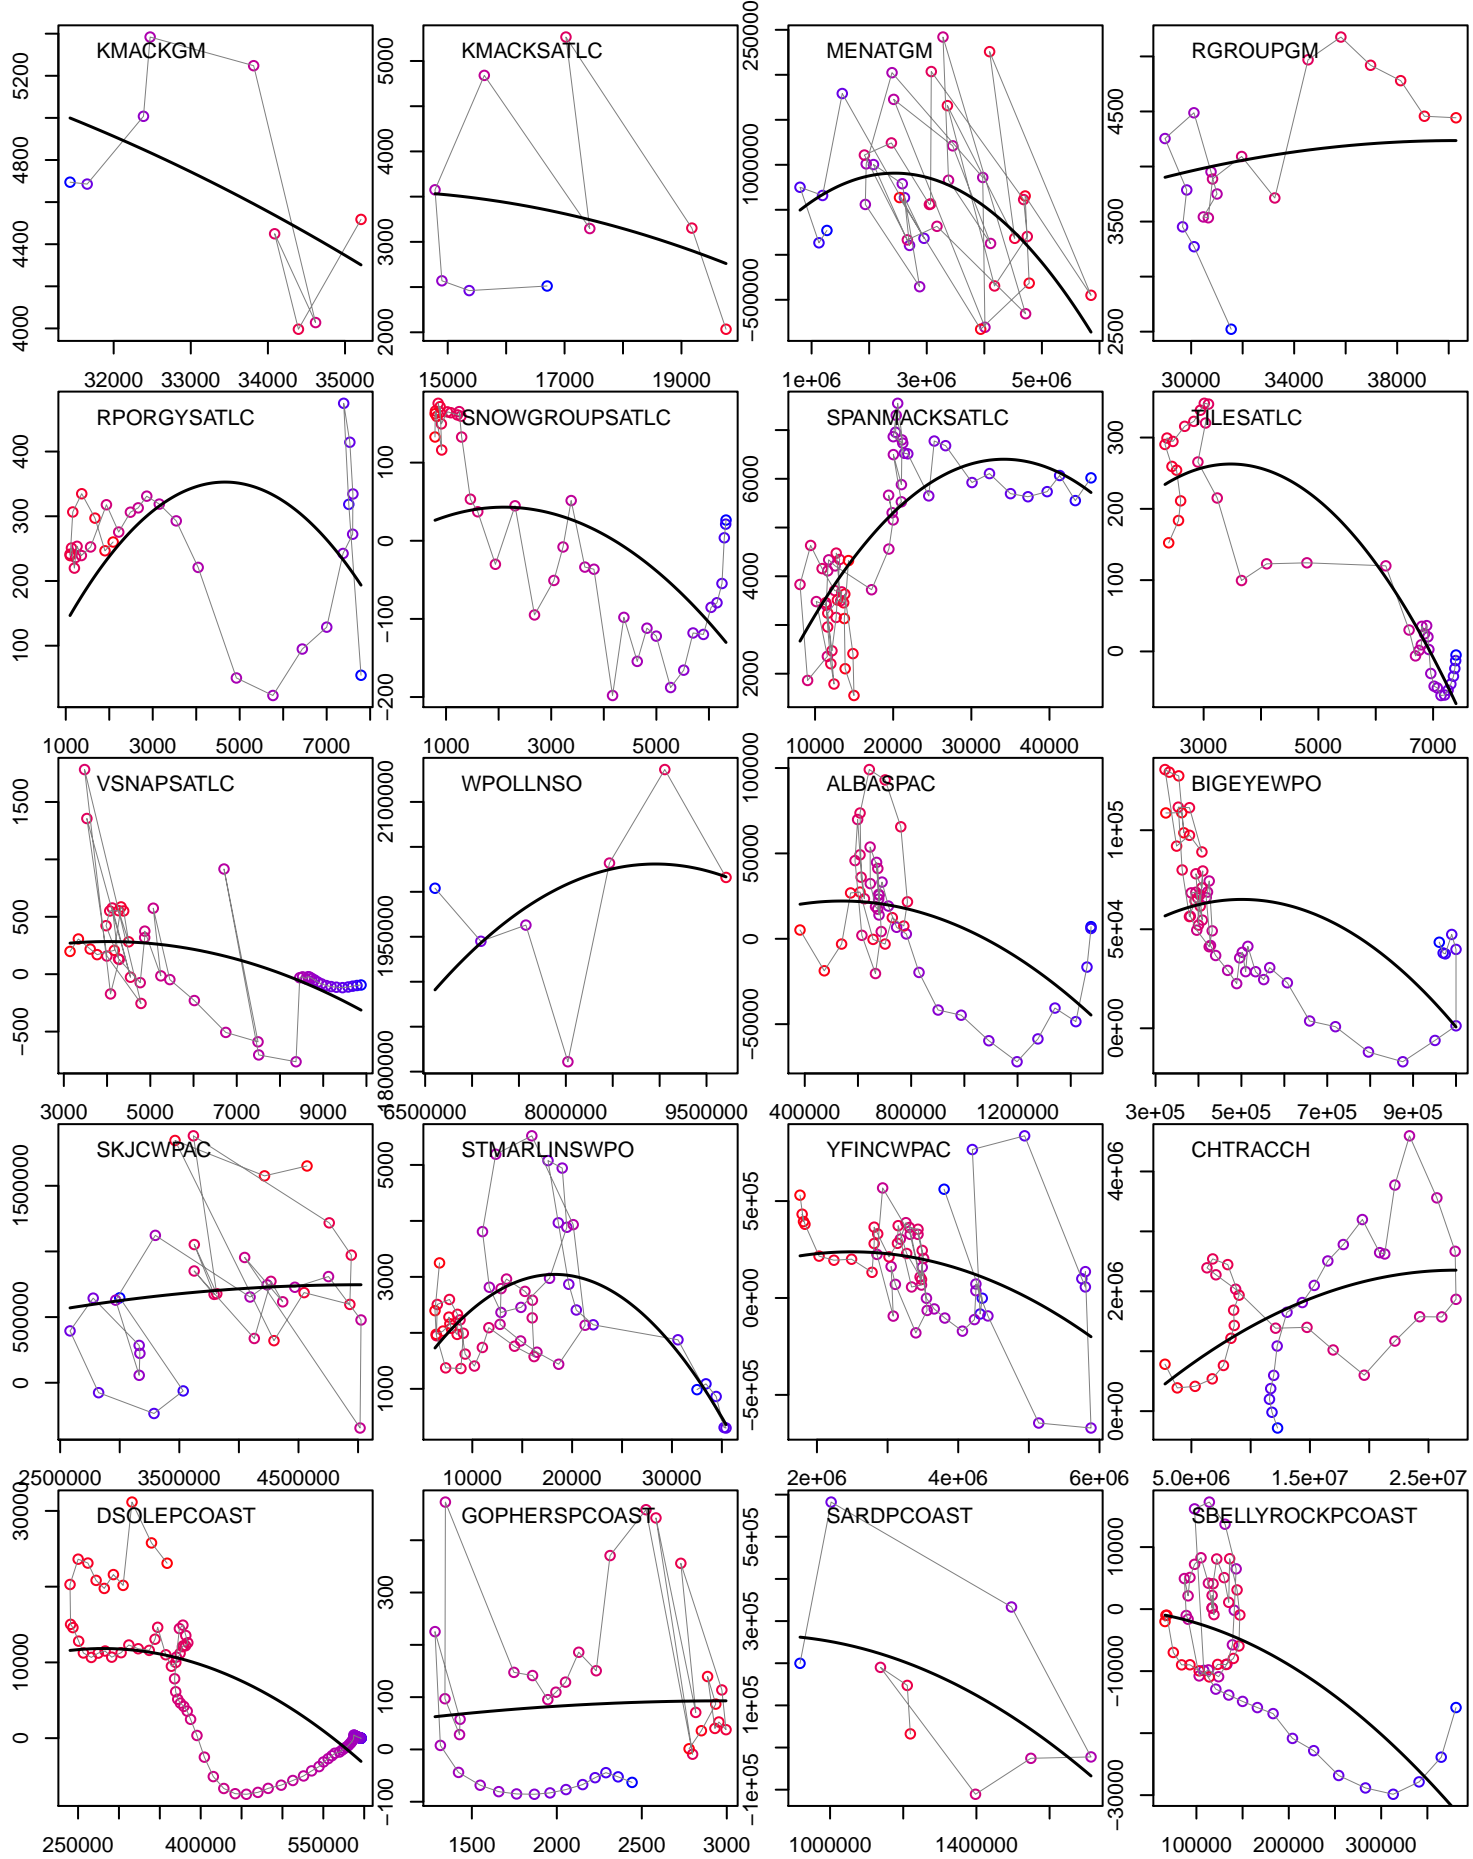 KMACKGM
4000 4400 4800 5200
32000 33000 34000 35000
KMACKSATLC
2000 3000 4000 5000
15000 17000 19000
MENATGM
−500000 1000000 2500000
1e+06 3e+06 5e+06
RGROUPGM
2500 3500 4500
30000 34000 38000
RPORGYSATLC
100 200 300 400
1000 3000 5000 7000
SNOWGROUPSATLC
−200 −100 0 100
1000 3000 5000
SPANMACKSATLC
2000 4000 6000
10000 20000 30000 40000
TILESATLC
0 100 200 300
3000 5000 7000
VSNAPSATLC
−500 0 500 1500
3000 5000 7000 9000
WPOLLNSO
1800000 1950000 2100000
6500000 8000000 9500000
ALBASPAC
−50000 0 50000 100000
4000000 8000000 12000000
BIGEYEWPO
0e+00 5e+04 1e+05
3e+05 5e+05 7e+05 9e+05
SKJCWPAC
0 500000 1500000
2500000 3500000 4500000
STMARLINSWPO
1000 3000 5000
10000 20000 30000
YFINCWPAC
−5e+05 0e+00 5e+05
2e+06 4e+06 6e+06
CHTRACCH
0e+00 2e+06 4e+06
5.0e+06 1.5e+07 2.5e+07
DSOLEPCOAST
0 10000 30000
250000 400000 550000
GOPHERSPCOAST
−100 0 100 400
1500 2000 2500 3000
SARDPCOAST
−1e+05 1e+05 3e+05 5e+05
1000000 1400000
SBELLYROCKPCOAST
−30000 −10000 0 10000
100000 200000 300000